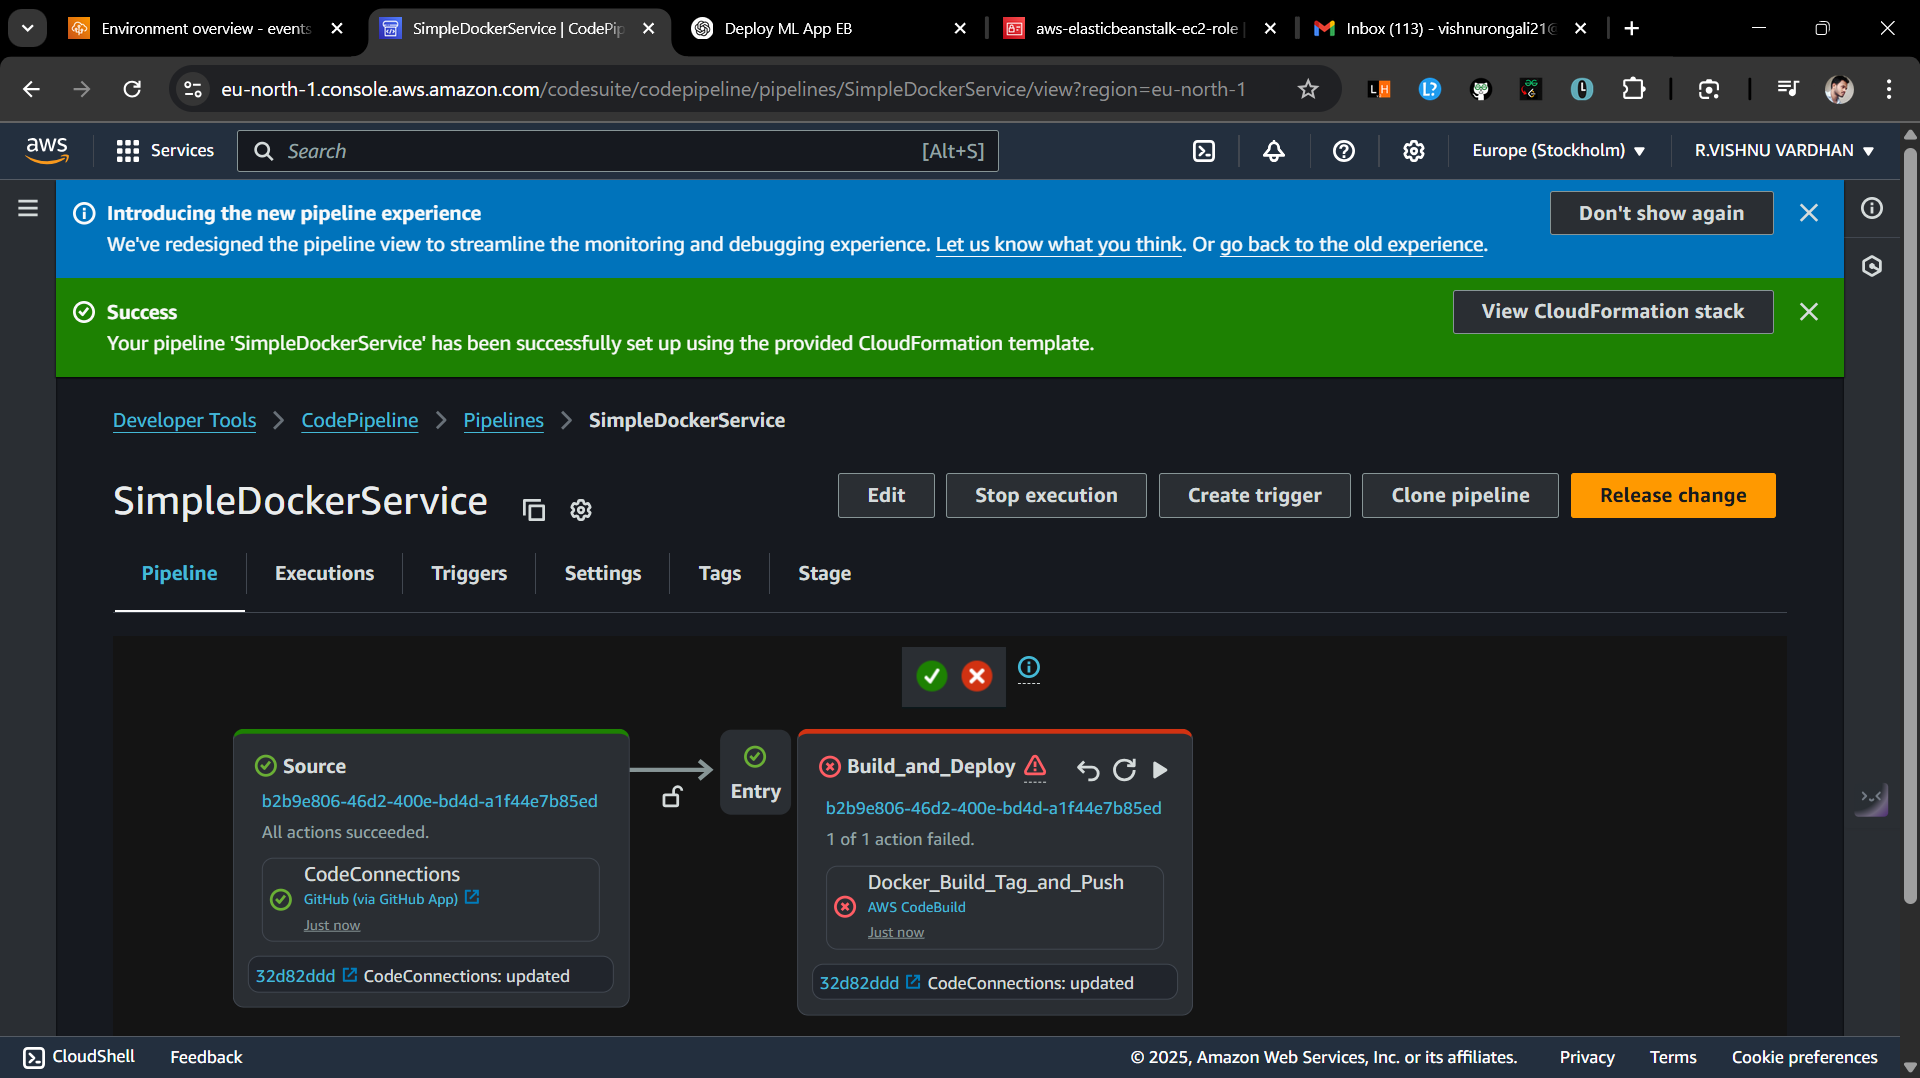 Environment overview - events
SimpleDockerService | CodePip
Deploy ML App EB
aws-elasticbeanstalk-ec2-role
Inbox (113) - vishnurongali21@
eu-north-1.console.aws.amazon.com/codesuite/codepipeline/pipelines/SimpleDockerService/view?region=eu-north-1
aws
Services
Search
[Alt+S]
Europe (Stockholm)
R.VISHNU VARDHAN
Introducing the new pipeline experience
We've redesigned the pipeline view to streamline the monitoring and debugging experience. Let us know what you think. Or go back to the old experience.
Don't show again
Success
Your pipeline 'SimpleDockerService' has been successfully set up using the provided CloudFormation template.
View CloudFormation stack
Developer Tools
CodePipeline
Pipelines
SimpleDockerService
SimpleDockerService
Edit
Stop execution
Create trigger
Clone pipeline
Release change
Pipeline
Executions
Triggers
Settings
Tags
Stage
Source
b2b9e806-46d2-400e-bd4d-a1f44e7b85ed
All actions succeeded.
CodeConnections
GitHub (via GitHub App)
Just now
32d82ddd CodeConnections: updated
Entry
Build_and_Deploy
b2b9e806-46d2-400e-bd4d-a1f44e7b85ed
1 of 1 action failed.
Docker_Build_Tag_and_Push
AWS CodeBuild
Just now
32d82ddd CodeConnections: updated
CloudShell
Feedback
© 2025, Amazon Web Services, Inc. or its affiliates.
Privacy
Terms
Cookie preferences